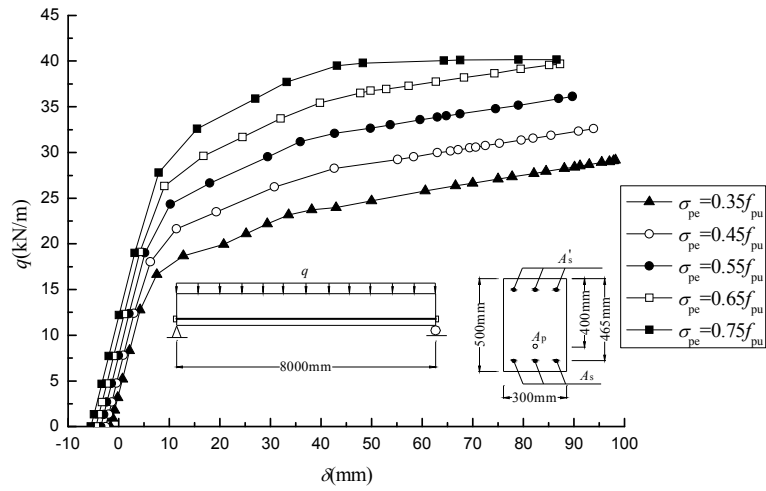 q(kN/m)
45
40
35
30
25
20
15
10
5
0
-10
0
10
20
30
40
50
60
70
80
90
100
δ(mm)
q
8000mm
A's
500mm
400mm
465mm
Ap
300mm
As
σpe=0.35fpu
σpe=0.45fpu
σpe=0.55fpu
σpe=0.65fpu
σpe=0.75fpu